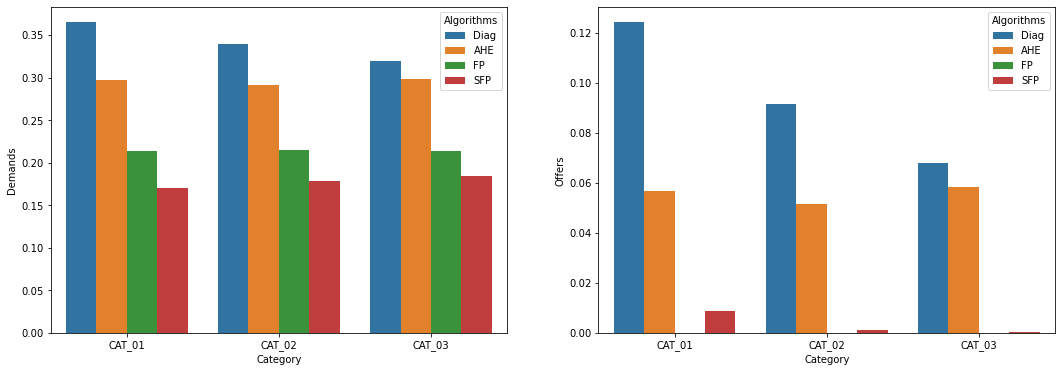 Demands
0.35
0.30
0.25
0.20
0.15
0.10
0.05
0.00
CAT_01 CAT_02 CAT_03
Category
Algorithms
Diag
AHE
FP
SFP
Offers
0.12
0.10
0.08
0.06
0.04
0.02
0.00
CAT_01 CAT_02 CAT_03
Category
Algorithms
Diag
AHE
FP
SFP